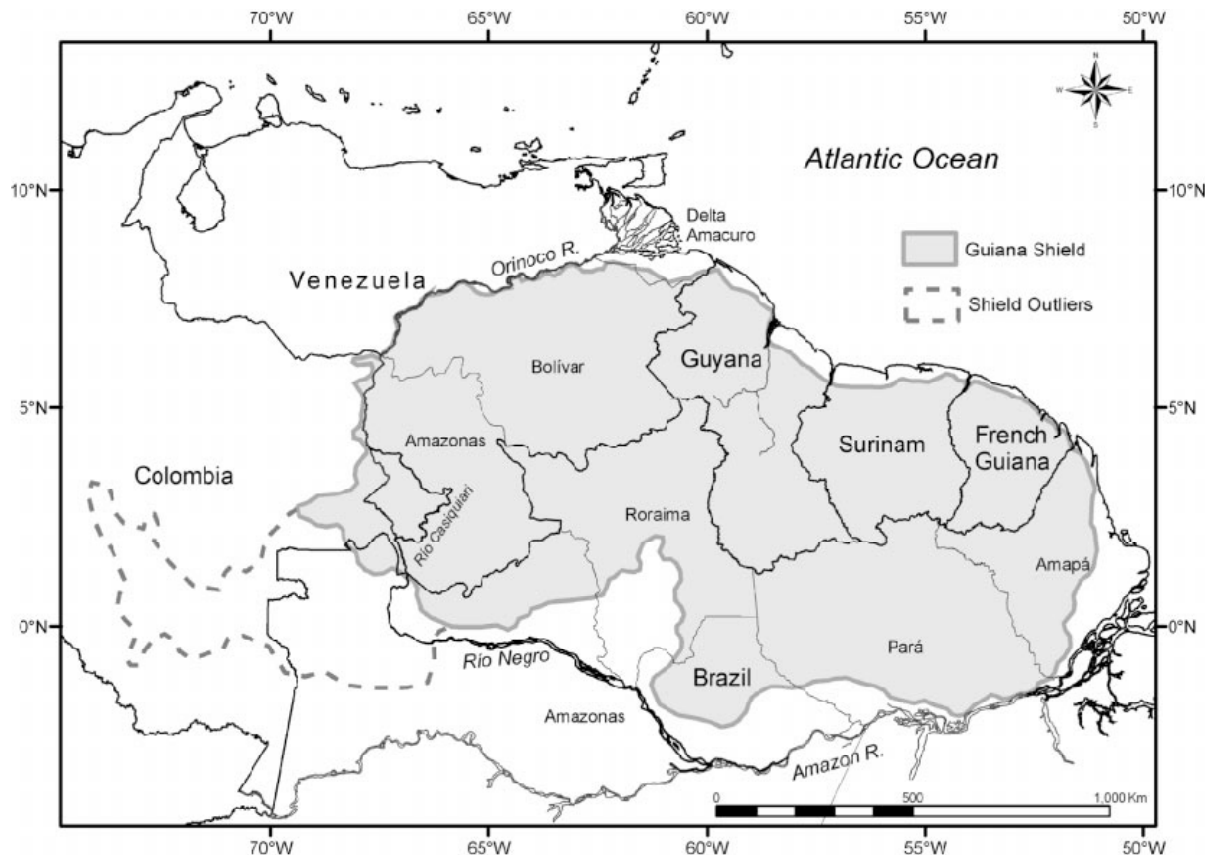 70°W 65°W 60°W 55°W 50°W
N
W E
S
Atlantic Ocean
10°N 10°N
Delta
Amacuro
Orinoco R.
Venezuela
Guiana Shield
Shield Outliers
Guyana
Bolívar
5°N 5°N
Amazonas
Surinam
French
Guiana
Colombia
Río Casiquiari
Roraima
Amapá
0°N 0°N
Río Negro
Pará
Brazil
Amazonas
Amazon R.
0 500 1,000 Km
70°W 65°W 60°W 55°W 50°W